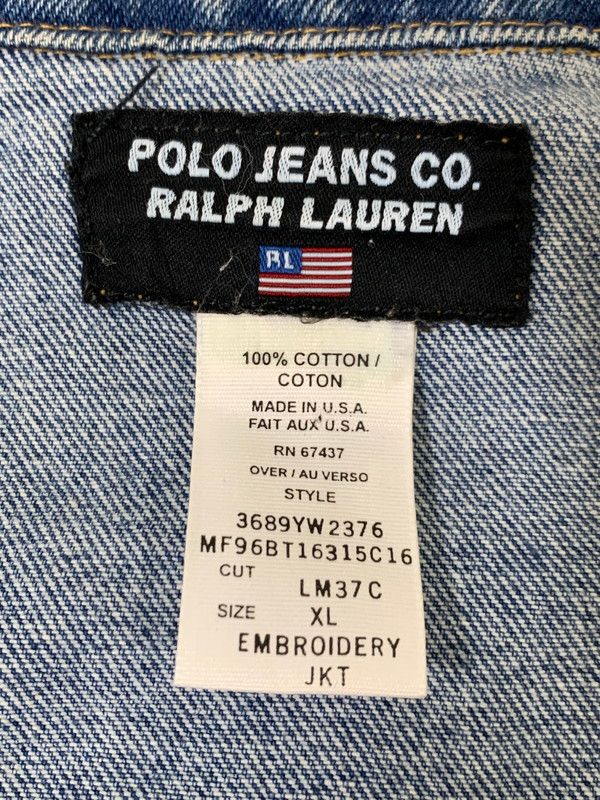 POLO JEANS CO.
RALPH LAUREN
RL
100% COTTON /
COTON
MADE IN U.S.A.
FAIT AUX U.S.A.
RN 67437
OVER / AU VERSO
STYLE
3689YW2376
MF96BT16315C16
CUT
LM37C
SIZE XL
EMBROIDERY
JKT